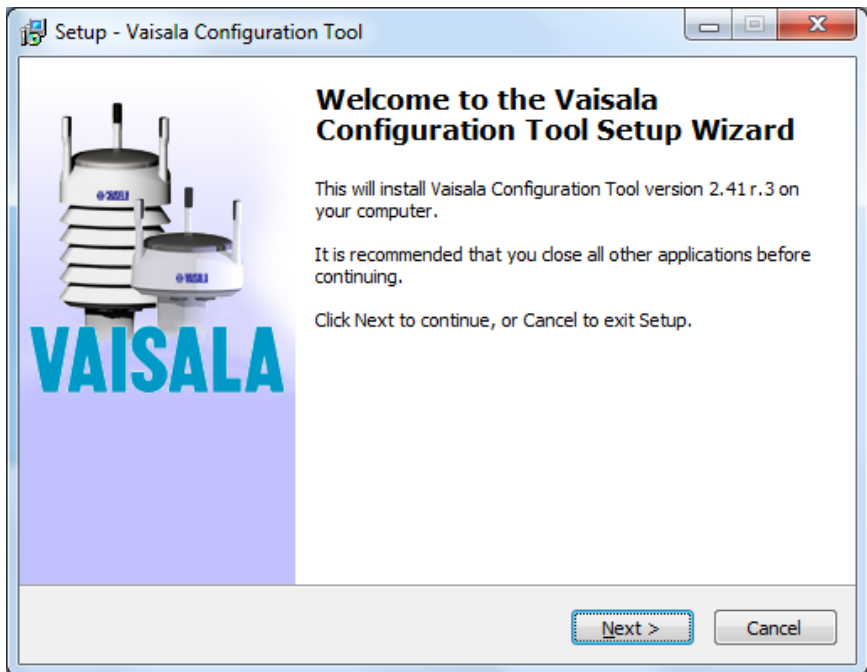 Setup - Vaisala Configuration Tool
Welcome to the Vaisala
Configuration Tool Setup Wizard
This will install Vaisala Configuration Tool version 2.41 r.3 on
your computer.
It is recommended that you close all other applications before
continuing.
Click Next to continue, or Cancel to exit Setup.
VAISALA
VAISALA
VAISALA
Next >
Cancel